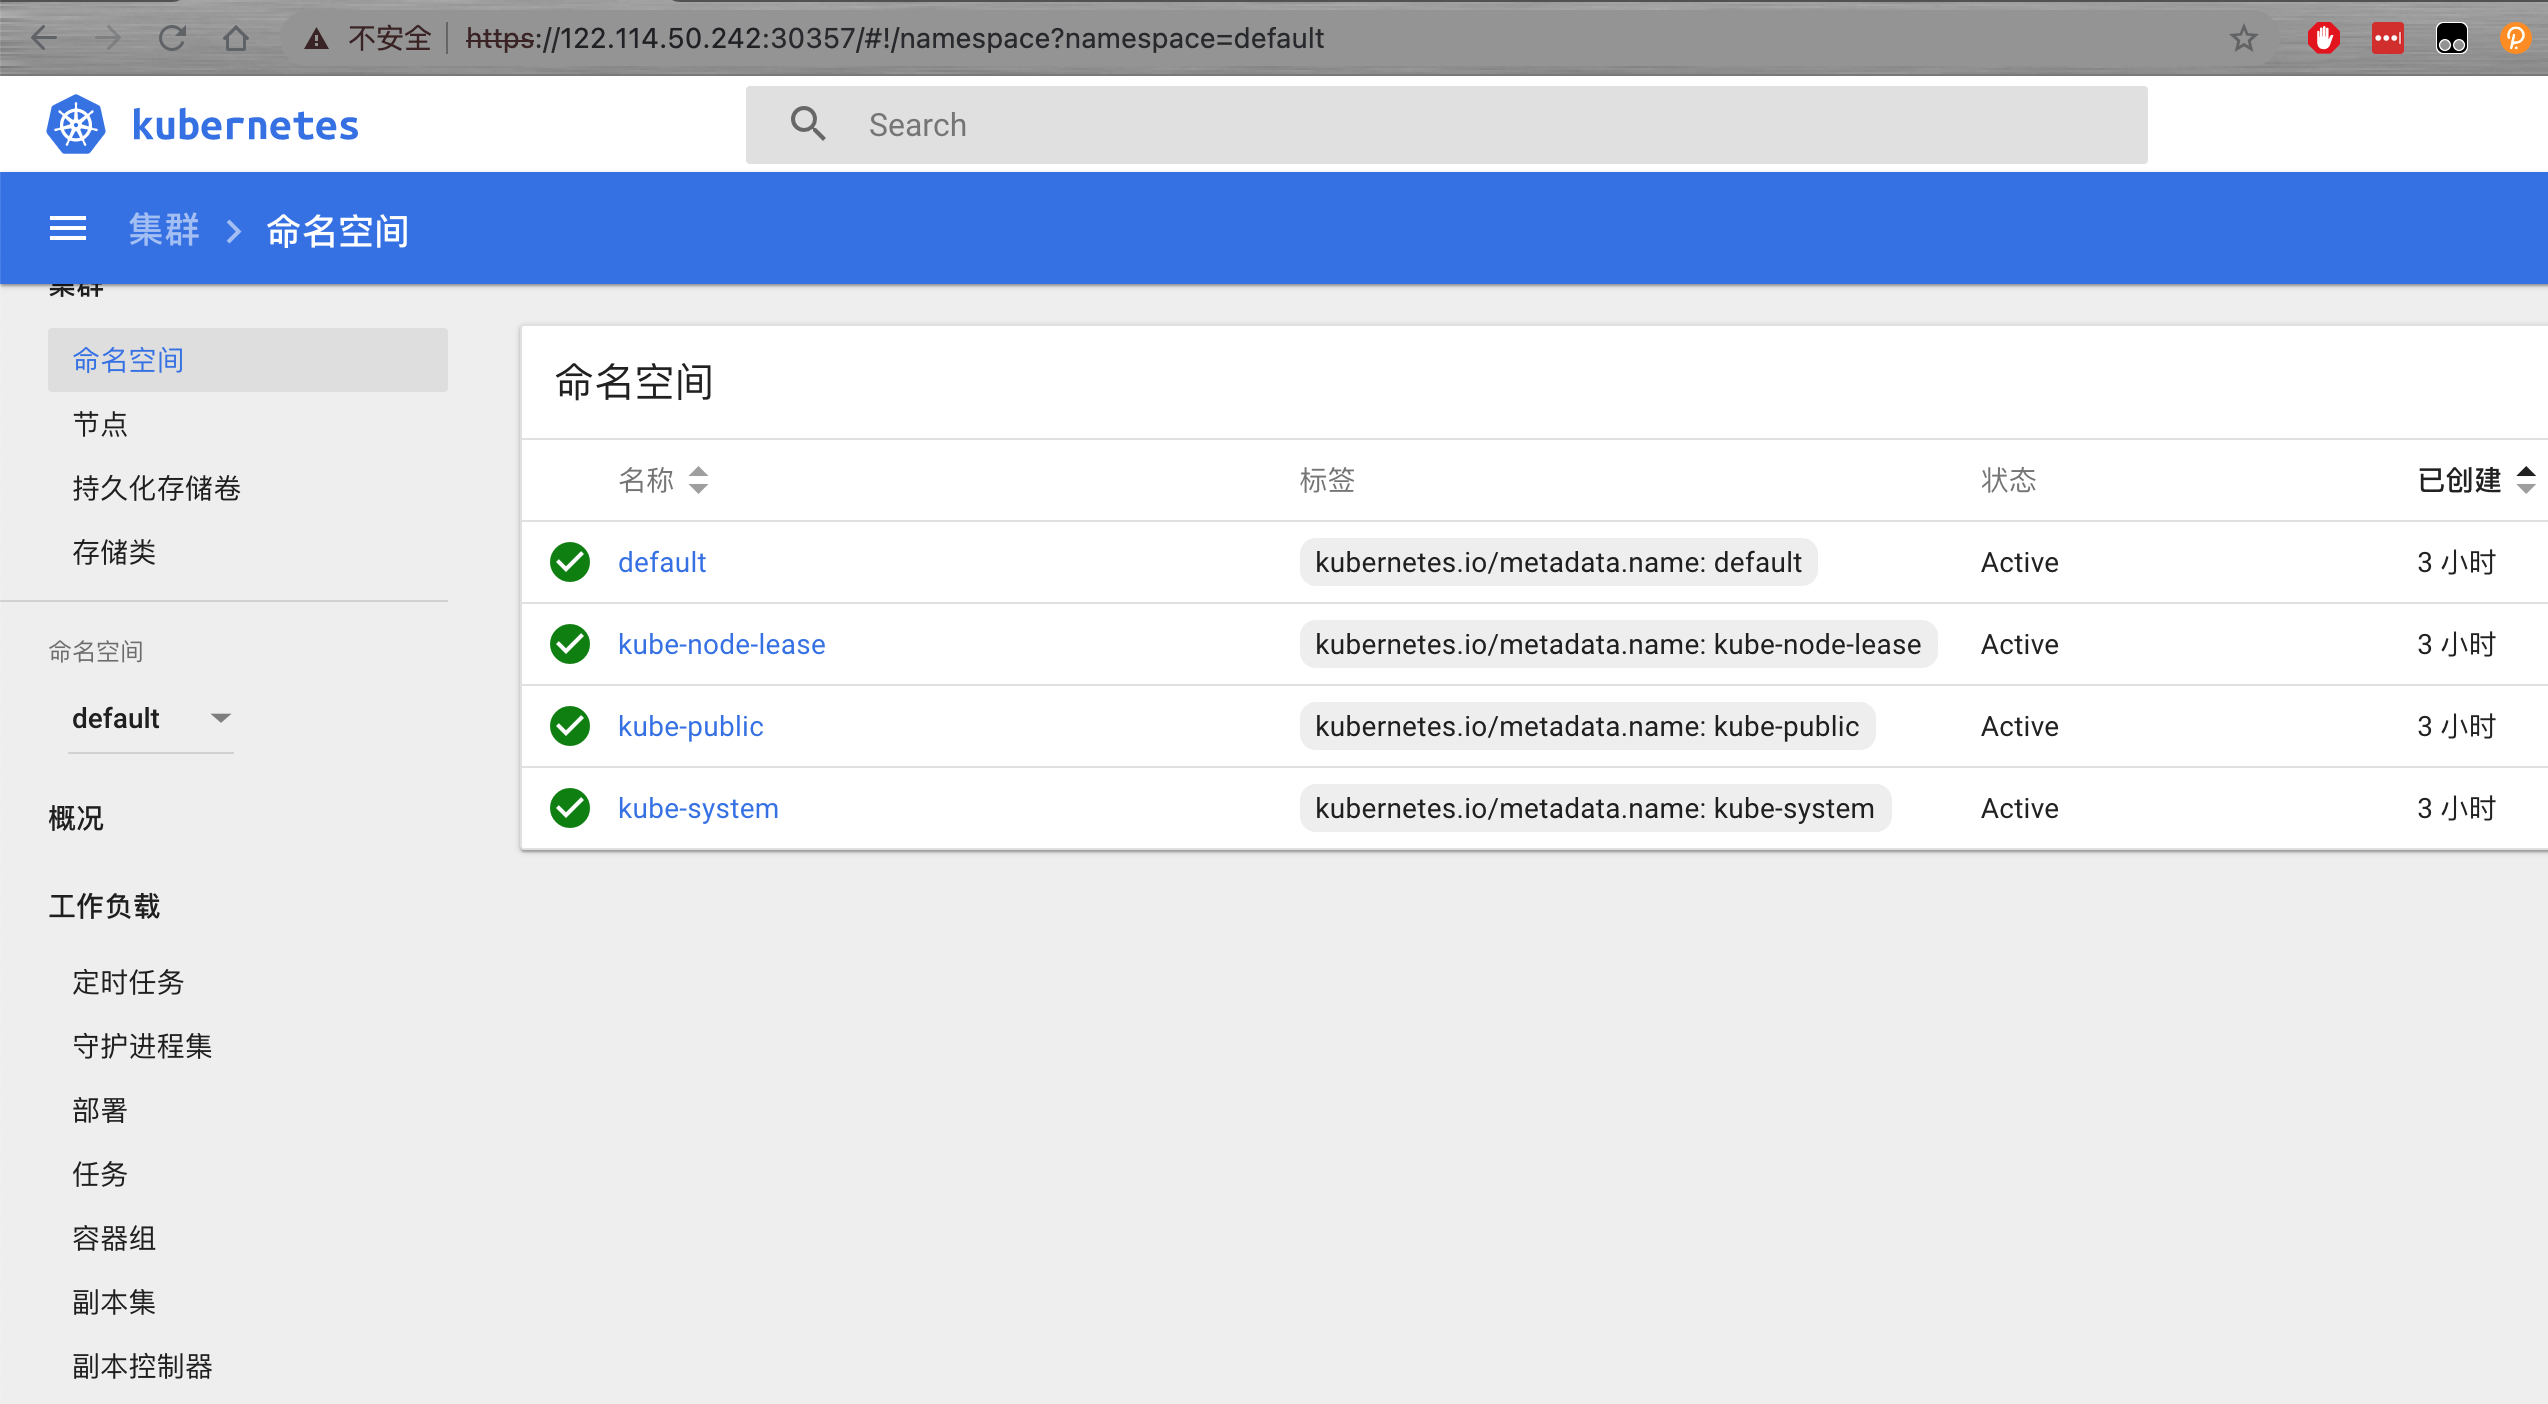 不安全 https://122.114.50.242:30357/#!/namespace?namespace=default
kubernetes
Search
集群 命名空间
集群
命名空间
节点
持久化存储卷
存储类
命名空间
default
概况
工作负载
定时任务
守护进程集
部署
任务
容器组
副本集
副本控制器
命名空间
名称 标签 状态 已创建
default kubernetes.io/metadata.name: default Active 3 小时
kube-node-lease kubernetes.io/metadata.name: kube-node-lease Active 3 小时
kube-public kubernetes.io/metadata.name: kube-public Active 3 小时
kube-system kubernetes.io/metadata.name: kube-system Active 3 小时